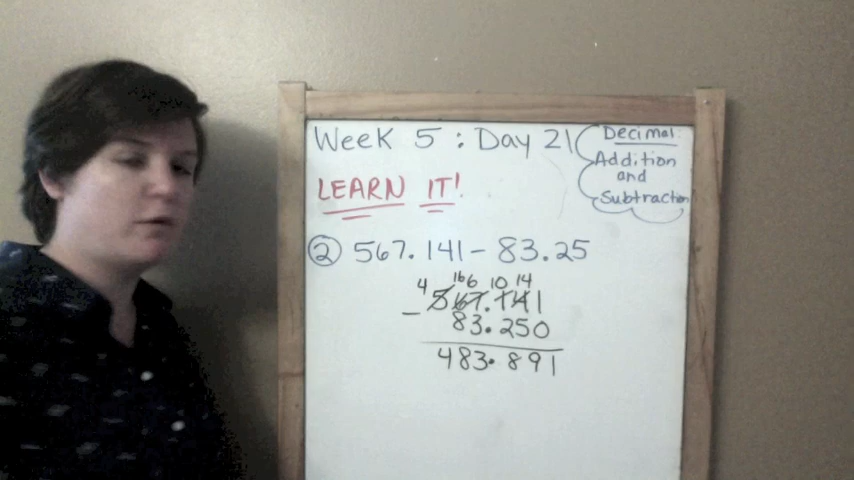 Week 5 : Day 21
Decimal
Addition
and
Subtraction
LEARN IT!
② 567.141 - 83.25
4 16 6 10 14
567.141
- 83.250
483.891